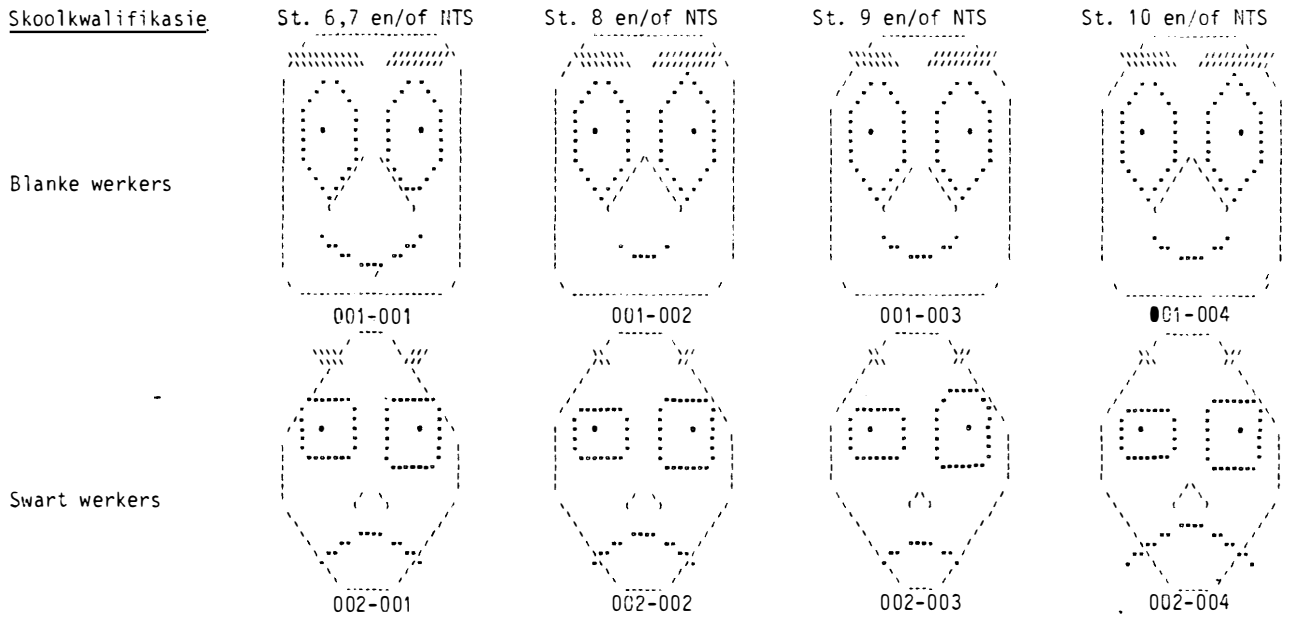 Skoolkwalifikasie St. 6,7 en/of NTS St. 8 en/of NTS St. 9 en/of NTS St. 10 en/of NTS
Blanke werkers
001-001 001-002 001-003 001-004
Swart werkers
002-001 002-002 002-003 002-004